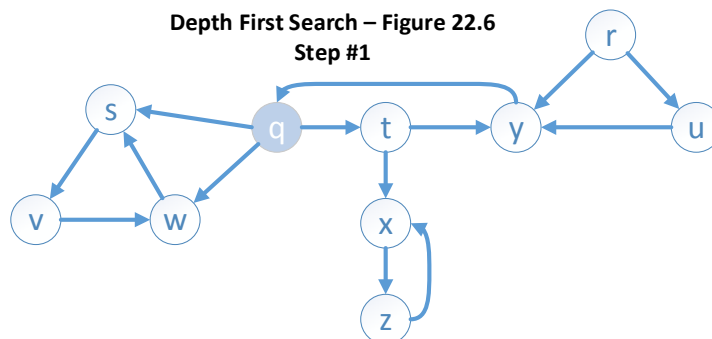 Depth First Search – Figure 22.6
Step #1
r
s
q
t
y
u
v
w
x
z